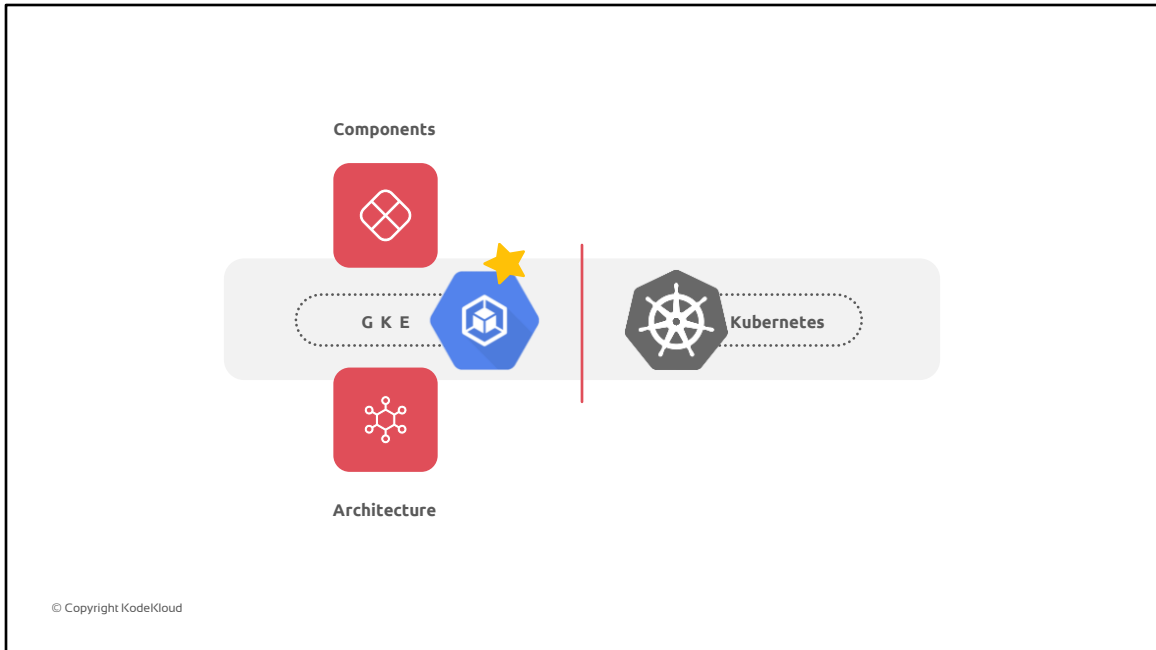 Components
G K E
Kubernetes
Architecture
© Copyright KodeKloud